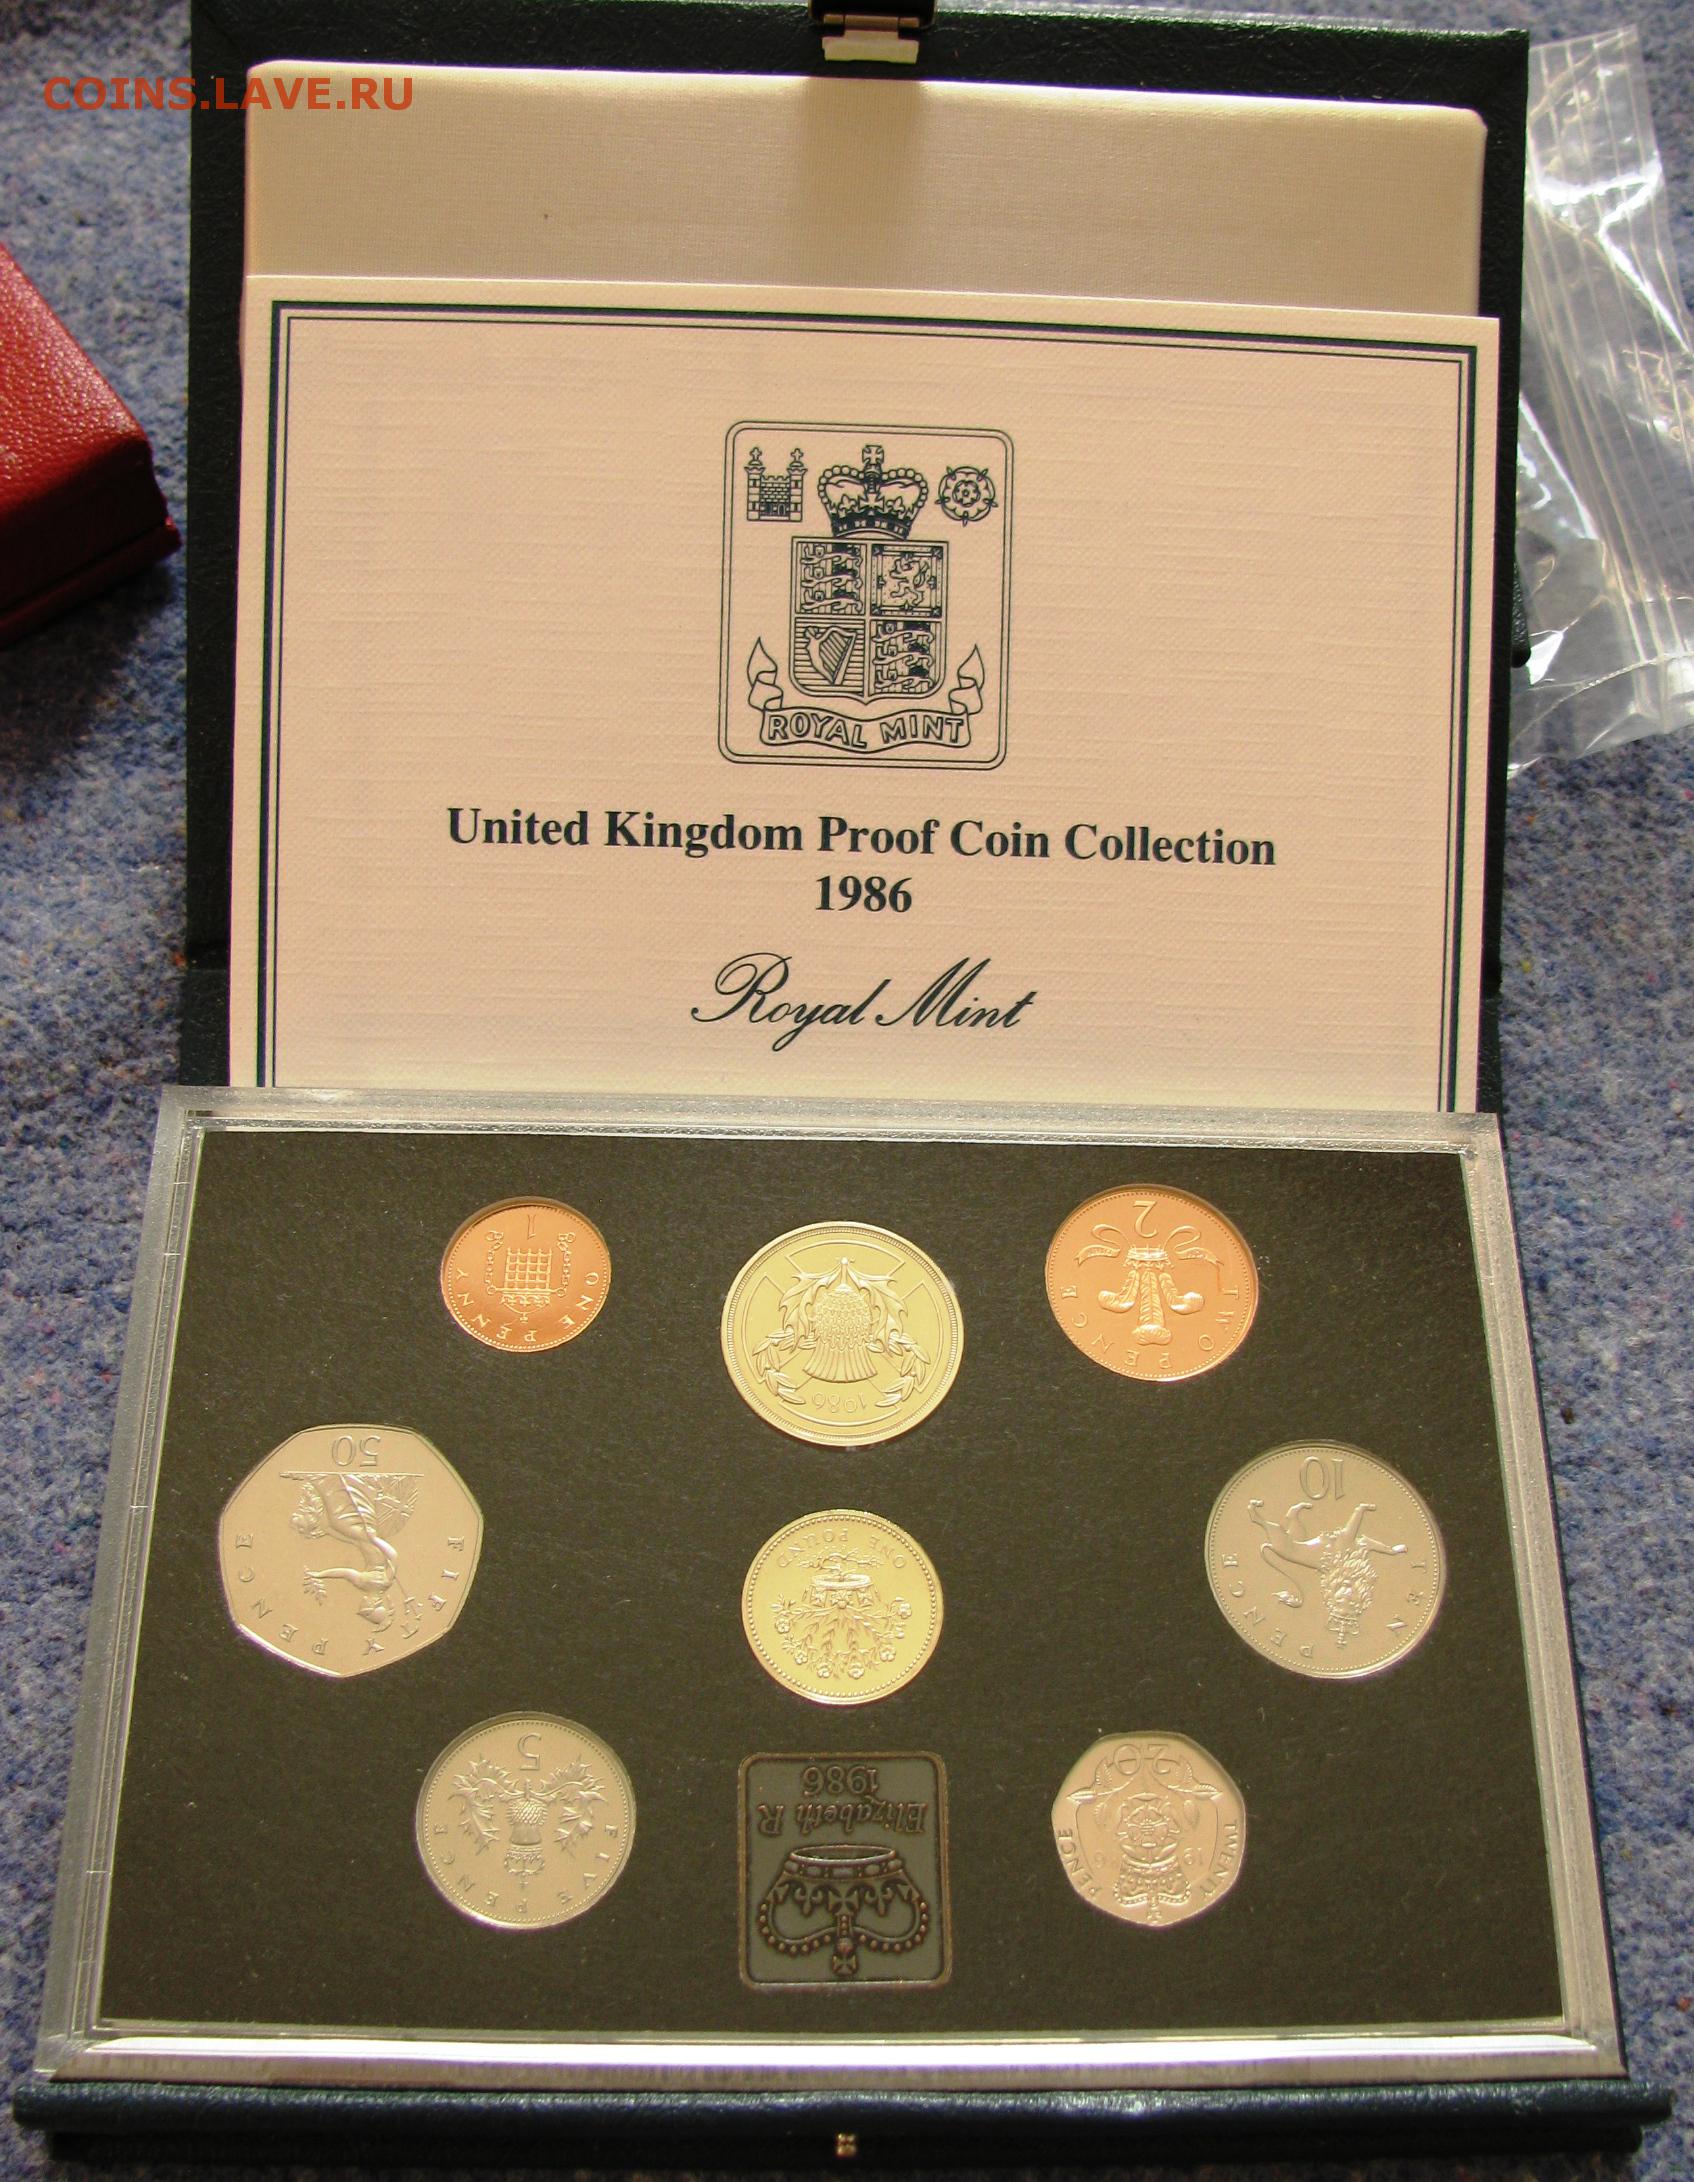 COINS.LAVE.RU
ROYAL MINT
United Kingdom Proof Coin Collection
1986
Royal Mint
1
ONE PENNY
1986
2
TWO PENCE
50
FIFTY PENCE
ONE POUND
10
TEN PENCE
5
FIVE PENCE
Elizabeth R
1986
20
TWENTY PENCE
1986